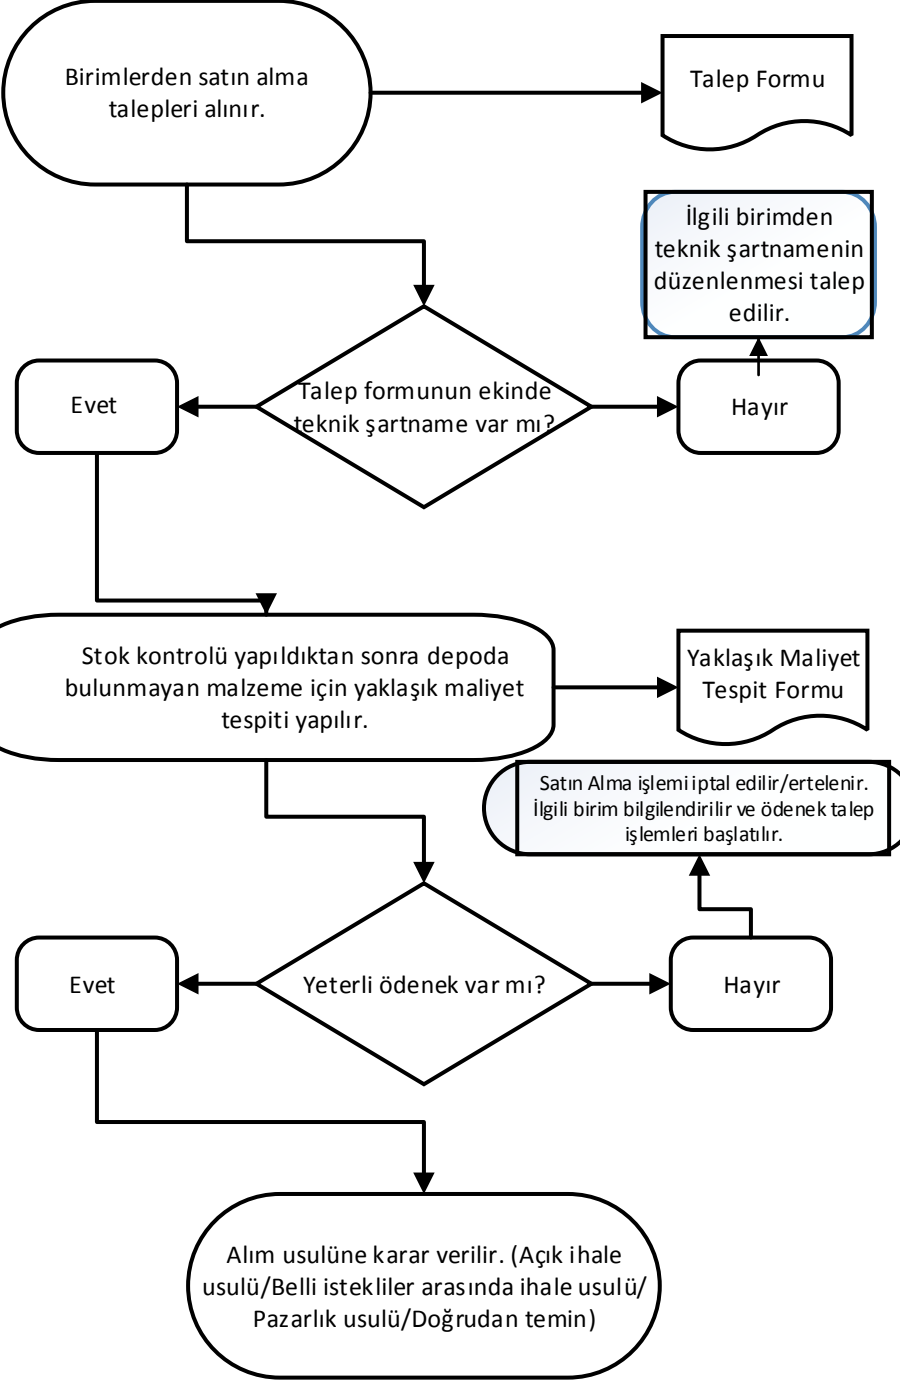 Birimlerden satın alma
talepleri alınır.
Talep Formu
İlgili birimden
teknik şartnamenin
düzenlenmesi talep
edilir.
Evet
Talep formunun ekinde
teknik şartname var mı?
Hayır
Stok kontrolü yapıldıktan sonra depoda
bulunmayan malzeme için yaklaşık maliyet
tespiti yapılır.
Yaklaşık Maliyet
Tespit Formu
Satın Alma işlemi iptal edilir/ertelenir.
İlgili birim bilgilendirilir ve ödenek talep
işlemleri başlatılır.
Evet
Yeterli ödenek var mı?
Hayır
Alım usulüne karar verilir. (Açık ihale
usulü/Belli istekliler arasında ihale usulü/
Pazarlık usulü/Doğrudan temin)